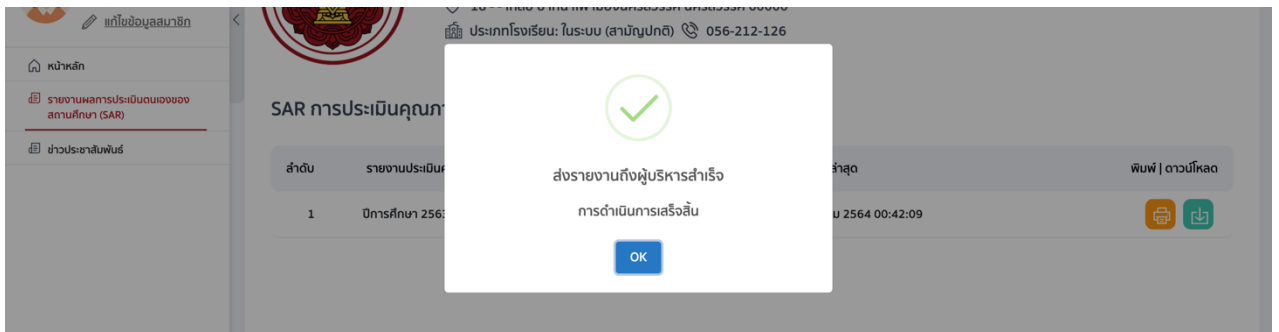 แก้ไขข้อมูลสมาชิก
ประเภทโรงเรียน: ในระบบ (สามัญปกติ) 056-212-126
หน้าหลัก
รายงานผลการประเมินตนเองของ
สถานศึกษา (SAR)
ข่าวประชาสัมพันธ์
SAR การประเมินคุณภา
ลำดับ รายงานประเมินค ล่าสุด พิมพ์ | ดาวน์โหลด
1 ปีการศึกษา 2563 ม 2564 00:42:09
ส่งรายงานถึงผู้บริหารสำเร็จ
การดำเนินการเสร็จสิ้น
OK